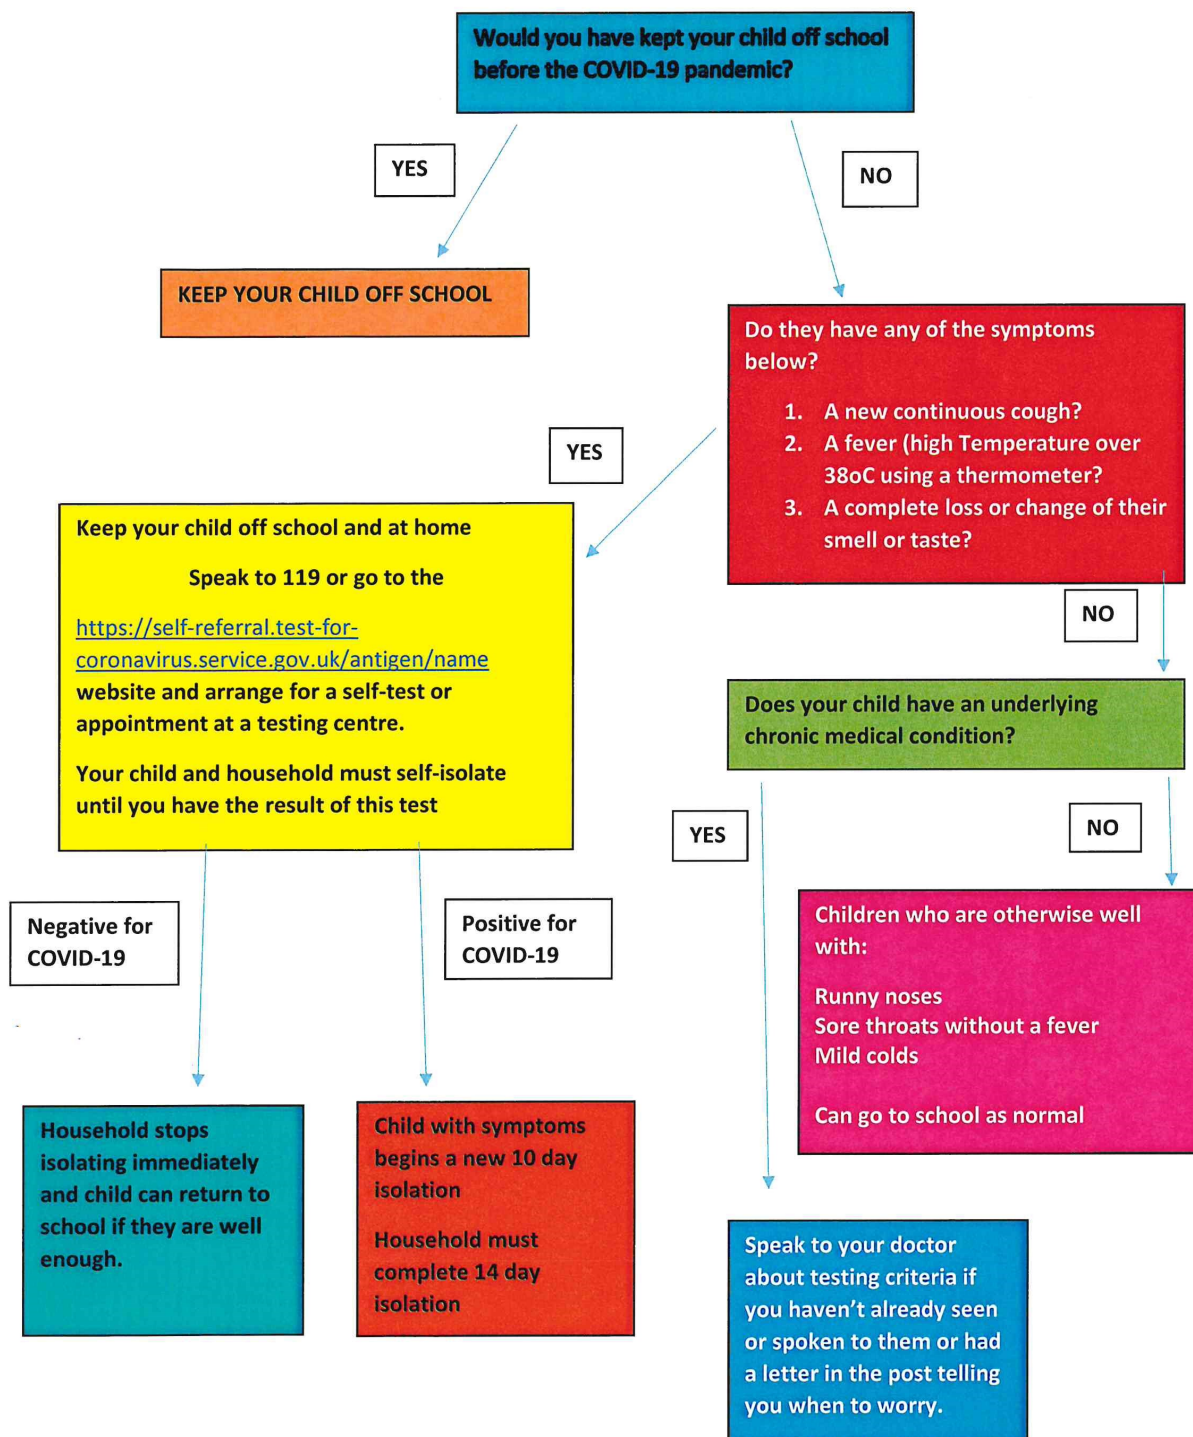 Would you have kept your child off school
before the COVID-19 pandemic?
YES
NO
KEEP YOUR CHILD OFF SCHOOL
Do they have any of the symptoms
below?
1. A new continuous cough?
2. A fever (high Temperature over
38oC using a thermometer?
3. A complete loss or change of their
smell or taste?
YES
NO
Keep your child off school and at home
Speak to 119 or go to the
https://self-referral.test-for-
coronavirus.service.gov.uk/antigen/name
website and arrange for a self-test or
appointment at a testing centre.
Your child and household must self-isolate
until you have the result of this test
Does your child have an underlying
chronic medical condition?
YES
NO
Negative for
COVID-19
Positive for
COVID-19
Children who are otherwise well
with:
Runny noses
Sore throats without a fever
Mild colds
Can go to school as normal
Household stops
isolating immediately
and child can return to
school if they are well
enough.
Child with symptoms
begins a new 10 day
isolation
Household must
complete 14 day
isolation
Speak to your doctor
about testing criteria if
you haven’t already seen
or spoken to them or had
a letter in the post telling
you when to worry.